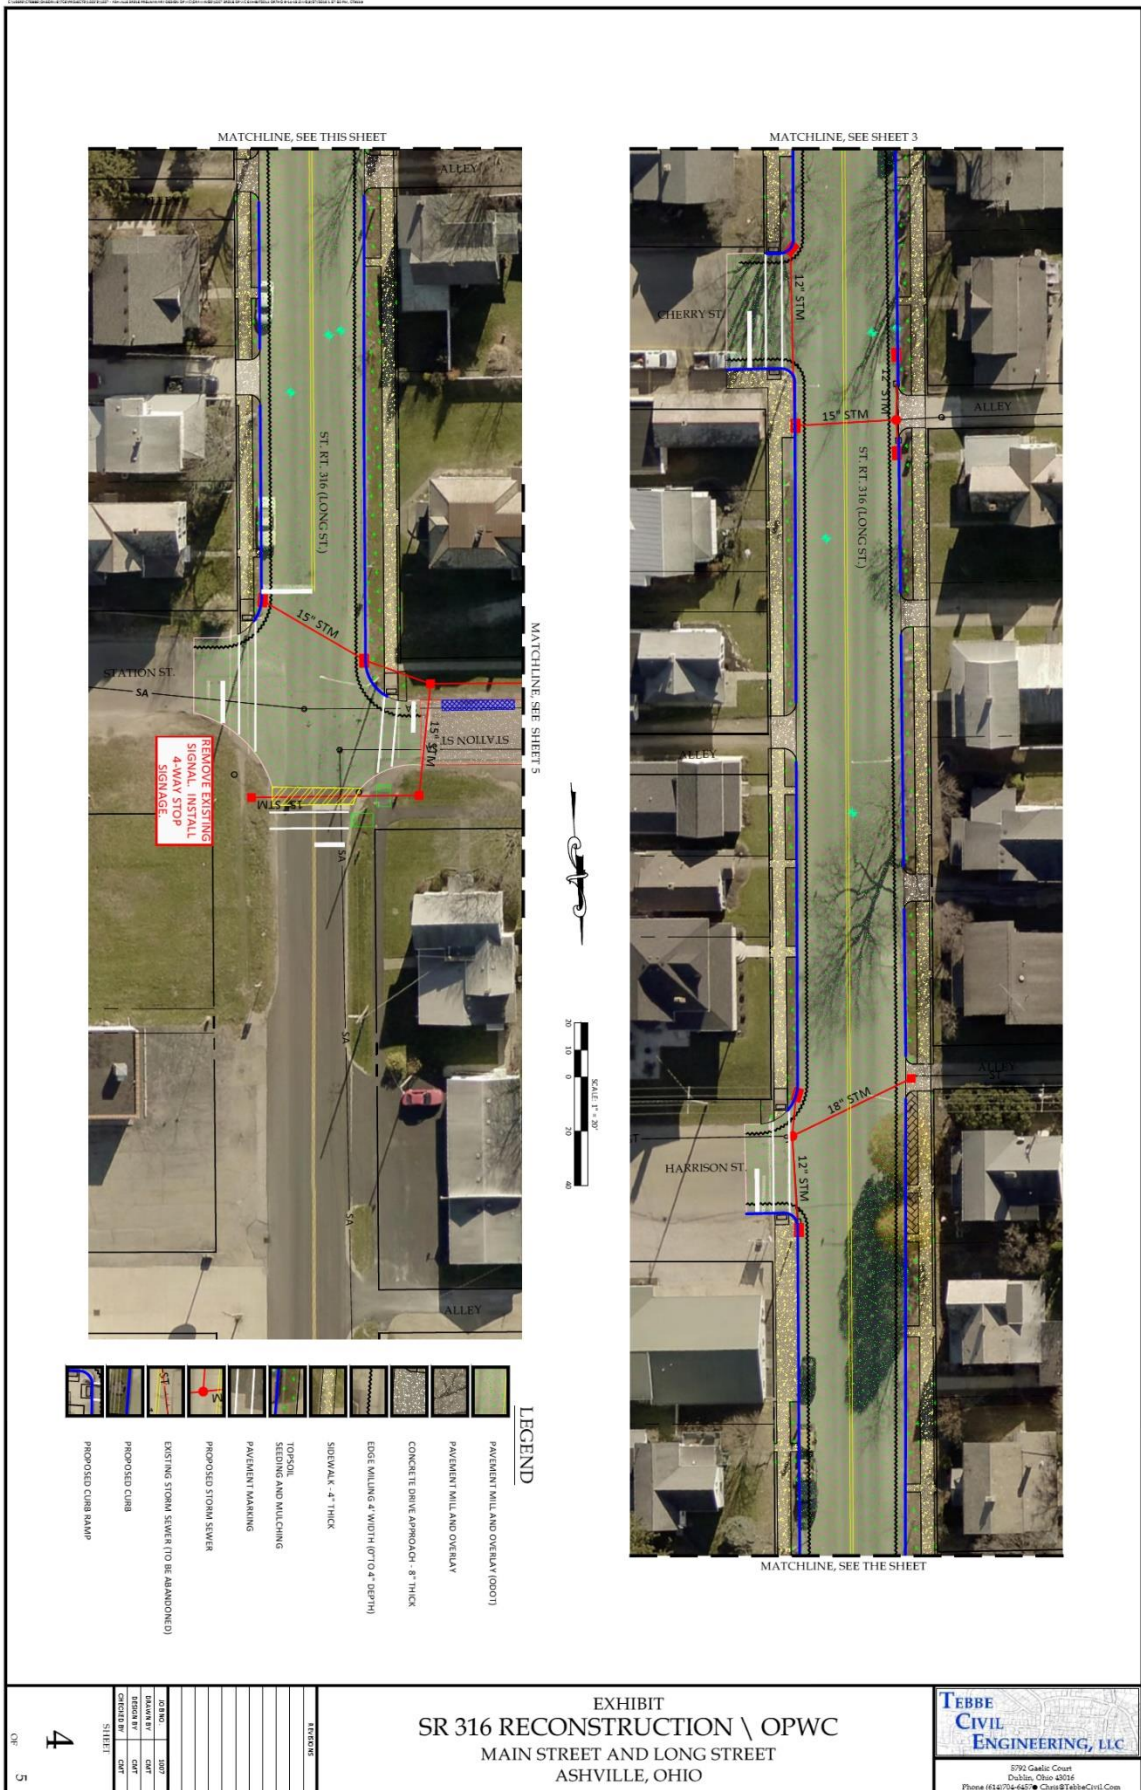 MATCHLINE, SEE THIS SHEET
ALLEY
ALLEY
ST. RT. 316 (LONG ST.)
15" STM
STATION ST.
SA
MATCHLINE, SEE SHEET 5
STATION ST
15" STM
15" STM
REMOVE EXISTING
SIGNAL. INSTALL
4-WAY STOP
SIGNAGE.
SA
SA
SA
ALLEY
MATCHLINE, SEE SHEET 3
12" STM
CHERRY ST.
12" STM
15" STM
ALLEY
ST. RT. 316 (LONG ST.)
ALLEY
ALLEY
ST
18" STM
HARRISON ST.
12" STM
MATCHLINE, SEE THE SHEET
20 10 0 20 40
SCALE: 1" = 20'
LEGEND
PAVEMENT MILL AND OVERLAY (ODOT)
PAVEMENT MILL AND OVERLAY
CONCRETE DRIVE APPROACH - 8" THICK
EDGE MILLING 4' WIDTH (0" TO 4" DEPTH)
SIDEWALK - 4" THICK
TOPSOIL
SEEDING AND MULCHING
PAVEMENT MARKING
PROPOSED STORM SEWER
EXISTING STORM SEWER (TO BE ABANDONED)
PROPOSED CURB
PROPOSED CURB RAMP
EXHIBIT
SR 316 RECONSTRUCTION \ OPWC
MAIN STREET AND LONG STREET
ASHVILLE, OHIO
TEBBE
CIVIL
ENGINEERING, LLC
5792 Gaelic Court
Dublin, Ohio 43016
REVISIONS
JOB NO.
DRAWN BY CMT
DESIGN BY CMT
CHECKED BY CMT
SHEET
4
OF 5